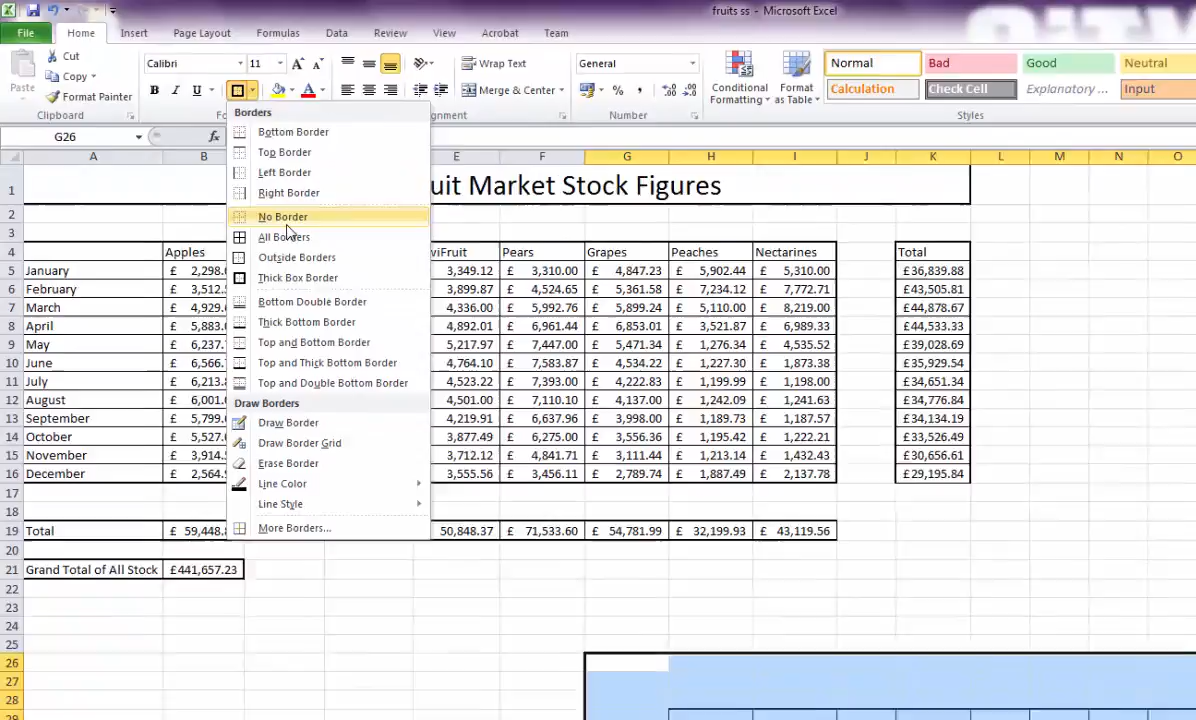 fruits ss - Microsoft Excel
File Home Insert Page Layout Formulas Data Review View Acrobat Team
Cut
Copy
Paste
Format Painter
Clipboard
Calibri 11
B I U
Wrap Text
Merge & Center
General
% ,
Number
Conditional Formatting
Format as Table
Normal Bad Good Neutral
Calculation Check Cell Explanatory ... Input
Styles
G26 fx
A B E F G H I J K L M N O
Borders
Bottom Border
Top Border
Left Border
Right Border
No Border
All Borders
Outside Borders
Thick Box Border
Bottom Double Border
Thick Bottom Border
Top and Bottom Border
Top and Thick Bottom Border
Top and Double Bottom Border
Draw Borders
Draw Border
Draw Border Grid
Erase Border
Line Color
Line Style
More Borders...
1 uit Market Stock Figures
2
3
4 Apples viFruit Pears Grapes Peaches Nectarines Total
5 January £ 2,298.0 3,349.12 £ 3,310.00 £ 4,847.23 £ 5,902.44 £ 5,310.00 £36,839.88
6 February £ 3,512.5 3,899.87 £ 4,524.65 £ 5,361.58 £ 7,234.12 £ 7,772.71 £43,505.81
7 March £ 4,929. 4,336.00 £ 5,992.76 £ 5,899.24 £ 5,110.00 £ 8,219.00 £44,878.67
8 April £ 5,883. 4,892.01 £ 6,961.44 £ 6,853.01 £ 3,521.87 £ 6,989.33 £44,533.33
9 May £ 6,237. 5,217.97 £ 7,447.00 £ 5,471.34 £ 1,276.34 £ 4,535.52 £39,028.69
10 June £ 6,566. 4,764.10 £ 7,583.87 £ 4,534.22 £ 1,227.30 £ 1,873.38 £35,929.54
11 July £ 6,213. 4,523.22 £ 7,393.00 £ 4,222.83 £ 1,199.99 £ 1,198.00 £34,651.34
12 August £ 6,001. 4,501.00 £ 7,110.10 £ 4,137.00 £ 1,242.09 £ 1,241.63 £34,776.84
13 September £ 5,799. 4,219.91 £ 6,637.96 £ 3,998.00 £ 1,189.73 £ 1,187.57 £34,134.19
14 October £ 5,527. 3,877.49 £ 6,275.00 £ 3,556.36 £ 1,195.42 £ 1,222.21 £33,526.49
15 November £ 3,914. 3,712.12 £ 4,841.71 £ 3,111.44 £ 1,213.14 £ 1,432.43 £30,656.61
16 December £ 2,564. 3,555.56 £ 3,456.11 £ 2,789.74 £ 1,887.49 £ 2,137.78 £29,195.84
17
18
19 Total £ 59,448. 50,848.37 £ 71,533.60 £ 54,781.99 £ 32,199.93 £ 43,119.56
20
21 Grand Total of All Stock £441,657.23
22
23
24
25
26
27
28